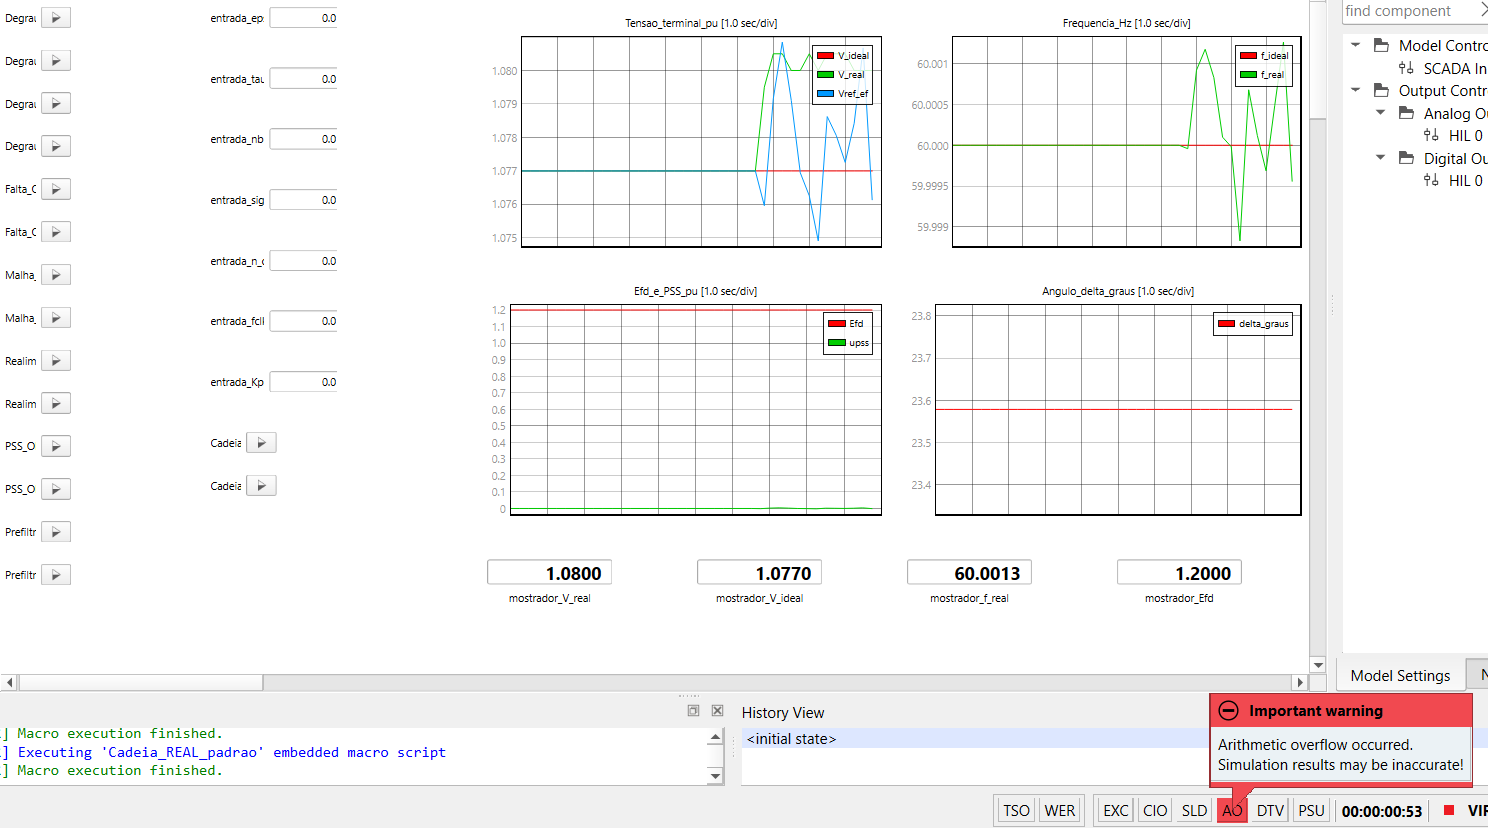 Degrau
Degrau
Degrau
Degrau
Falta_C
Falta_C
Malha_
Malha_
Realim
Realim
PSS_O
PSS_O
Prefiltr
Prefiltr
entrada_ep: 0.0
entrada_tau 0.0
entrada_nb 0.0
entrada_sig 0.0
entrada_n_c 0.0
entrada_fcll 0.0
entrada_Kp 0.0
Cadeia
Cadeia
Tensao_terminal_pu [1.0 sec/div]
V_ideal
V_real
Vref_ef
1.080
1.079
1.078
1.077
1.076
1.075
Frequencia_Hz [1.0 sec/div]
f_ideal
f_real
60.001
60.0005
60.000
59.9995
59.999
Efd_e_PSS_pu [1.0 sec/div]
Efd
upss
1.2
1.1
1.0
0.9
0.8
0.7
0.6
0.5
0.4
0.3
0.2
0.1
0
Angulo_delta_graus [1.0 sec/div]
delta_graus
23.8
23.7
23.6
23.5
23.4
1.0800
mostrador_V_real
1.0770
mostrador_V_ideal
60.0013
mostrador_f_real
1.2000
mostrador_Efd
find component
Model Contro
SCADA In
Output Contr
Analog Ou
HIL 0
Digital Ou
HIL 0
Model Settings
] Macro execution finished.
] Executing 'Cadeia_REAL_padrao' embedded macro script
] Macro execution finished.
History View
<initial state>
Important warning
Arithmetic overflow occurred.
Simulation results may be inaccurate!
TSO WER EXC CIO SLD AO DTV PSU 00:00:00:53